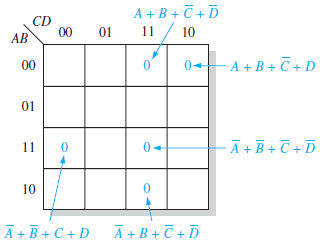 A + B + C̅ + D̅
CD
AB 00 01 11 10
00 0 0 A + B + C̅ + D
01
11 0 0 A̅ + B̅ + C̅ + D̅
10 0
A̅ + B̅ + C + D A̅ + B + C̅ + D̅